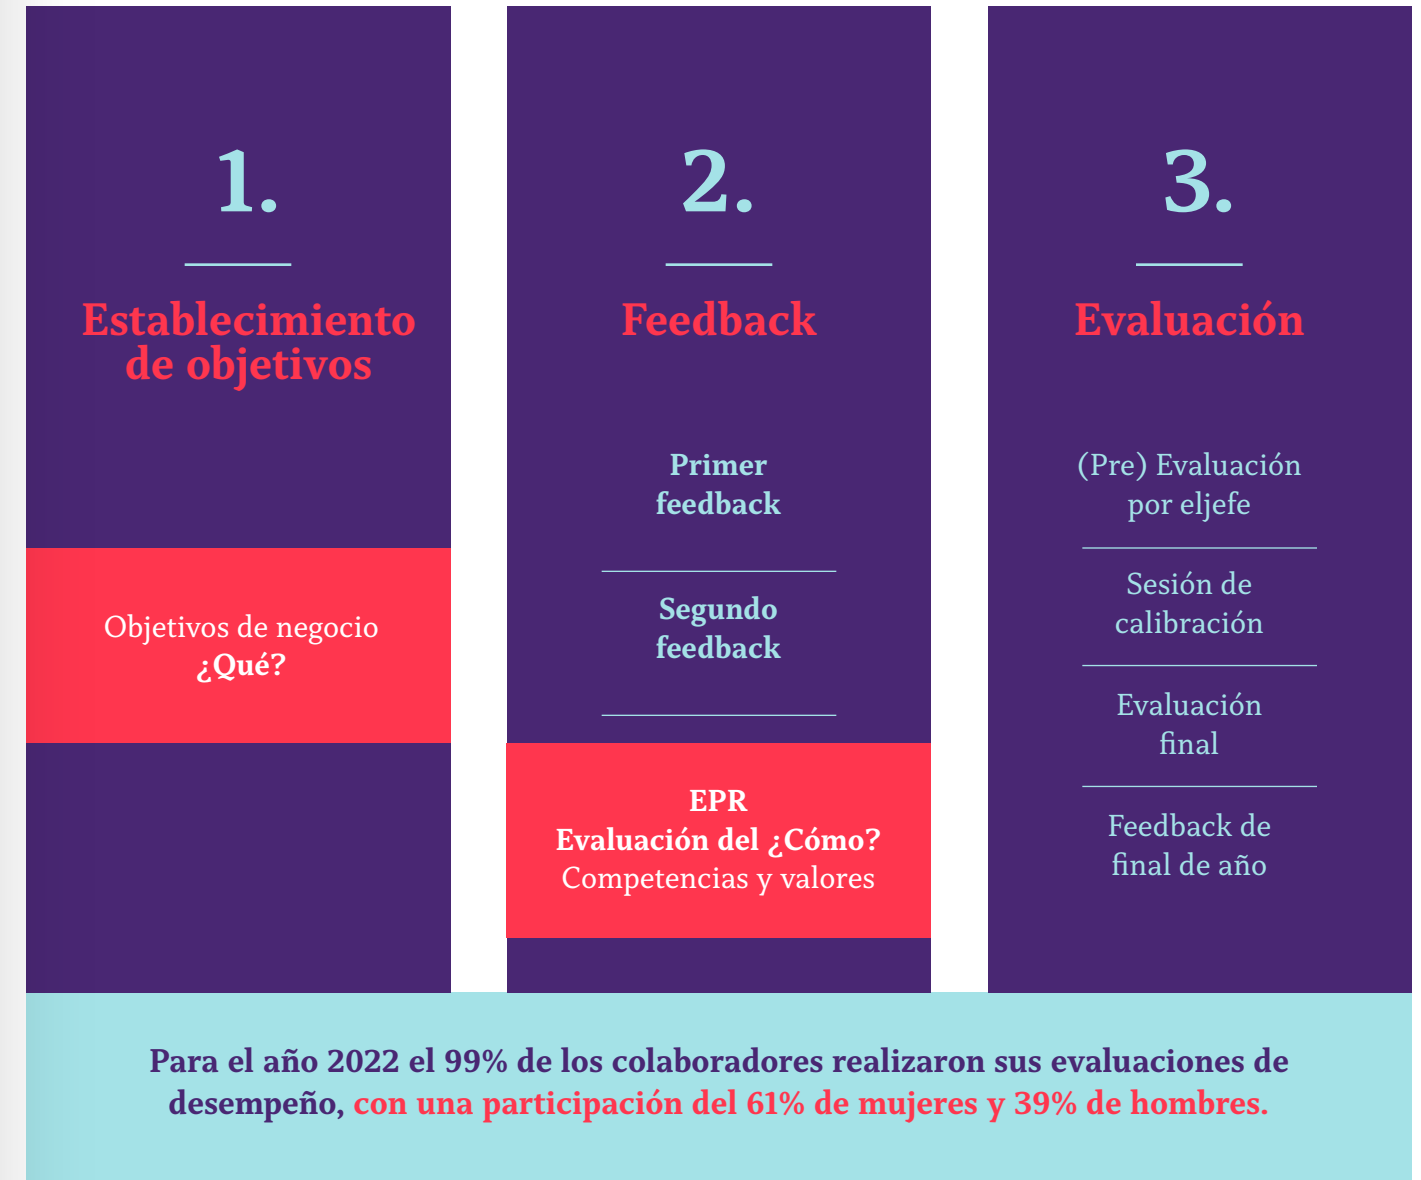 1.
Establecimiento
de objetivos
Objetivos de negocio
¿Qué?
2.
Feedback
Primer
feedback
Segundo
feedback
EPR
Evaluación del ¿Cómo?
Competencias y valores
3.
Evaluación
(Pre) Evaluación
por eljefe
Sesión de
calibración
Evaluación
final
Feedback de
final de año
Para el año 2022 el 99% de los colaboradores realizaron sus evaluaciones de
desempeño, con una participación del 61% de mujeres y 39% de hombres.